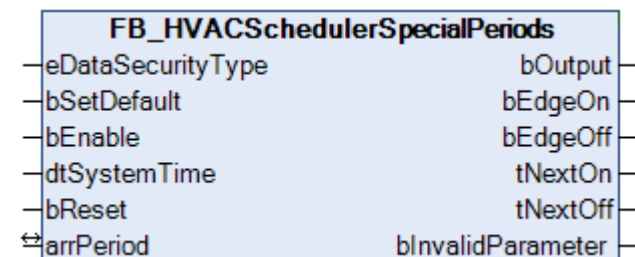 FB_HVACSchedulerSpecialPeriods
eDataSecurityType bOutput
bSetDefault bEdgeOn
bEnable bEdgeOff
dtSystemTime tNextOn
bReset tNextOff
arrPeriod bInvalidParameter